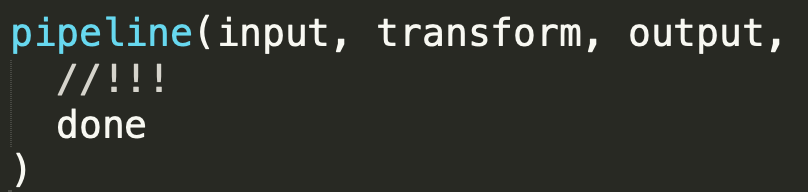 pipeline(input, transform, output,
//!!!
done
)